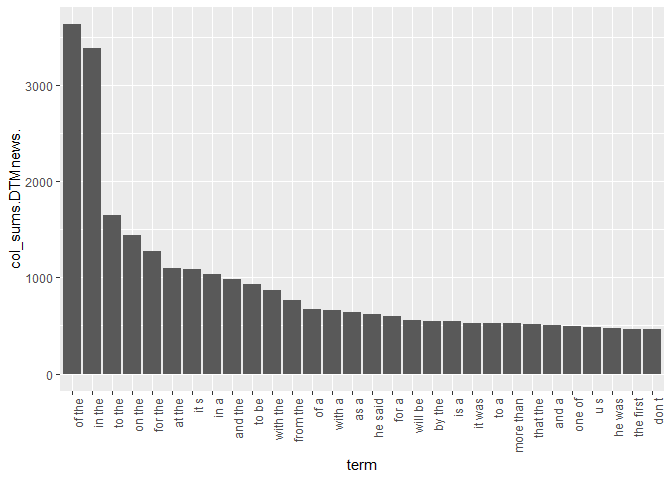 col_sums.DTMnews.
3000
2000
1000
0
of the
in the
to the
on the
for the
at the
it s
in a
and the
to be
with the
from the
of a
with a
as a
he said
for a
will be
by the
is a
it was
to a
more than
that the
and a
one of
u s
he was
the first
don t
term